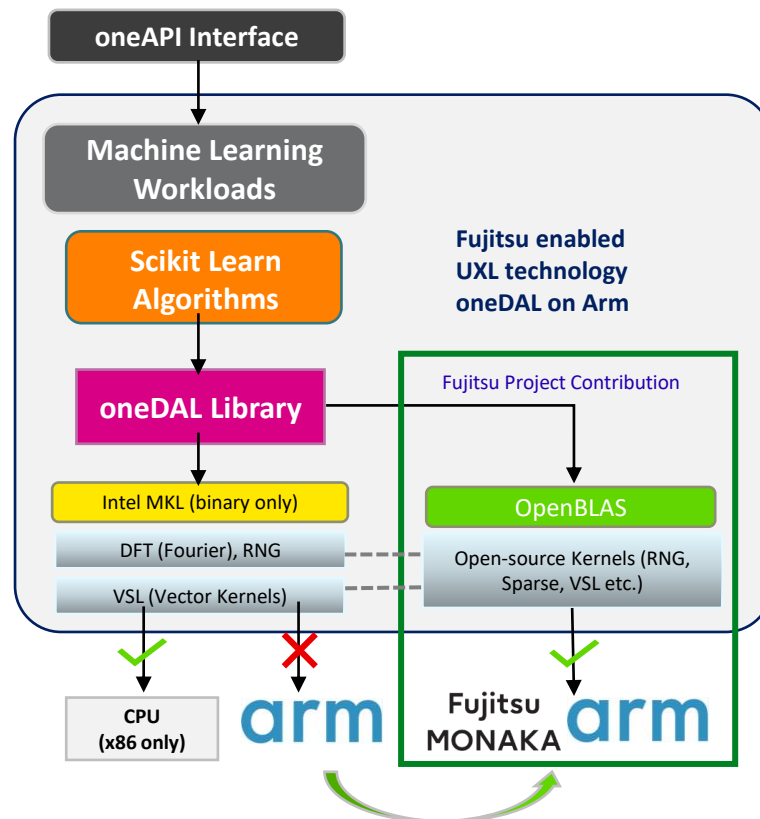 oneAPI Interface
Machine Learning
Workloads
Scikit Learn
Algorithms
Fujitsu enabled
UXL technology
oneDAL on Arm
oneDAL Library
Fujitsu Project Contribution
Intel MKL (binary only)
OpenBLAS
DFT (Fourier), RNG
VSL (Vector Kernels)
Open-source Kernels (RNG,
Sparse, VSL etc.)
CPU
(x86 only)
arm
Fujitsu
MONAKA
arm